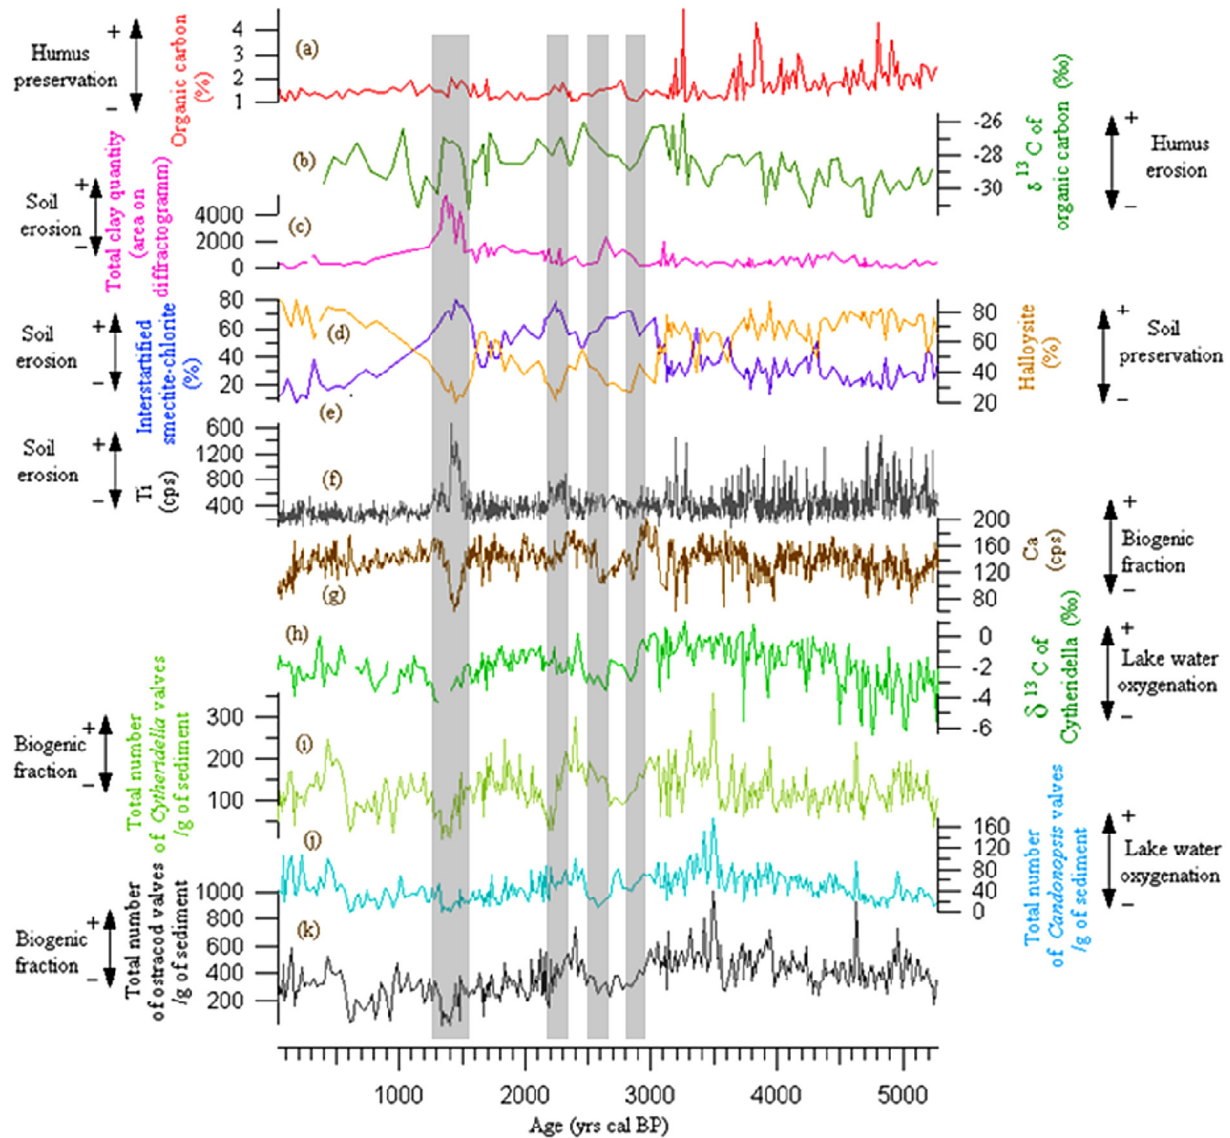 Humus
preservation
+
−
Organic carbon
(%)
4
3
2
1
(a)
(b)
-26
-28
-30
δ 13 C of
organic carbon (‰)
+
−
Humus
erosion
Soil
erosion
+
−
Total clay quantity
(area on
diffractogramm)
4000
2000
0
(c)
Soil
erosion
+
−
Interstartified
smectite-chlorite
(%)
80
60
40
20
(d)
(e)
80
60
40
20
Halloysite
(%)
+
−
Soil
preservation
Soil
erosion
+
−
Ti
(cps)
600
1200
800
400
(f)
(g)
200
160
120
80
Ca
(cps)
+
−
Biogenic
fraction
(h)
0
-2
-4
-6
δ 13 C of
Cytheridella (‰)
+
−
Lake water
oxygenation
Biogenic
fraction
+
−
Total number
of Cytheridella valves
/g of sediment
300
200
100
(i)
(j)
160
120
80
40
0
Total number
of Candonopsis valves
/g of sediment
+
−
Lake water
oxygenation
Biogenic
fraction
+
−
Total number
of ostracod valves
/g of sediment
1000
800
600
400
200
(k)
1000 2000 3000 4000 5000
Age (yrs cal BP)